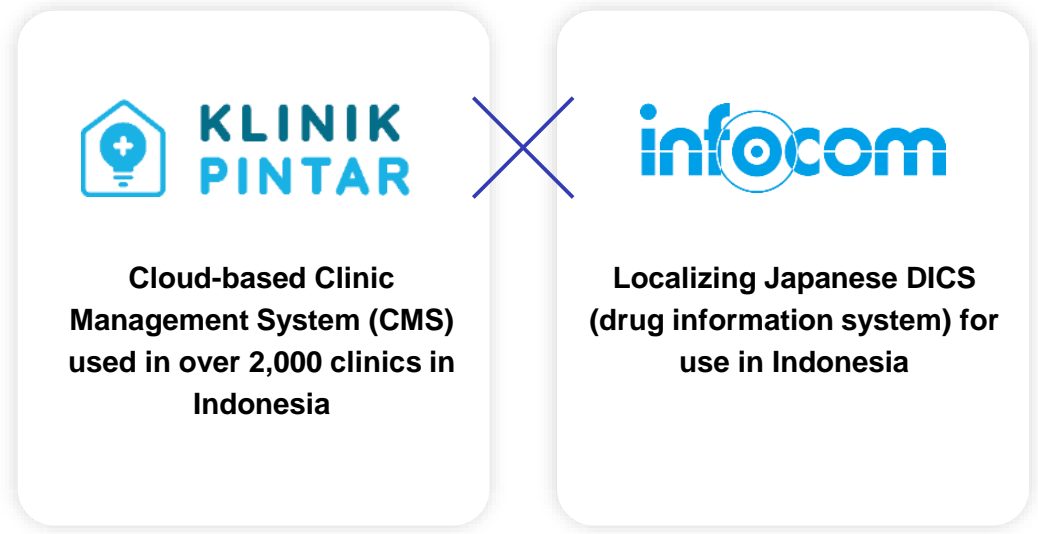 KLINIK
PINTAR
Cloud-based Clinic
Management System (CMS)
used in over 2,000 clinics in
Indonesia
infocom
Localizing Japanese DICS
(drug information system) for
use in Indonesia